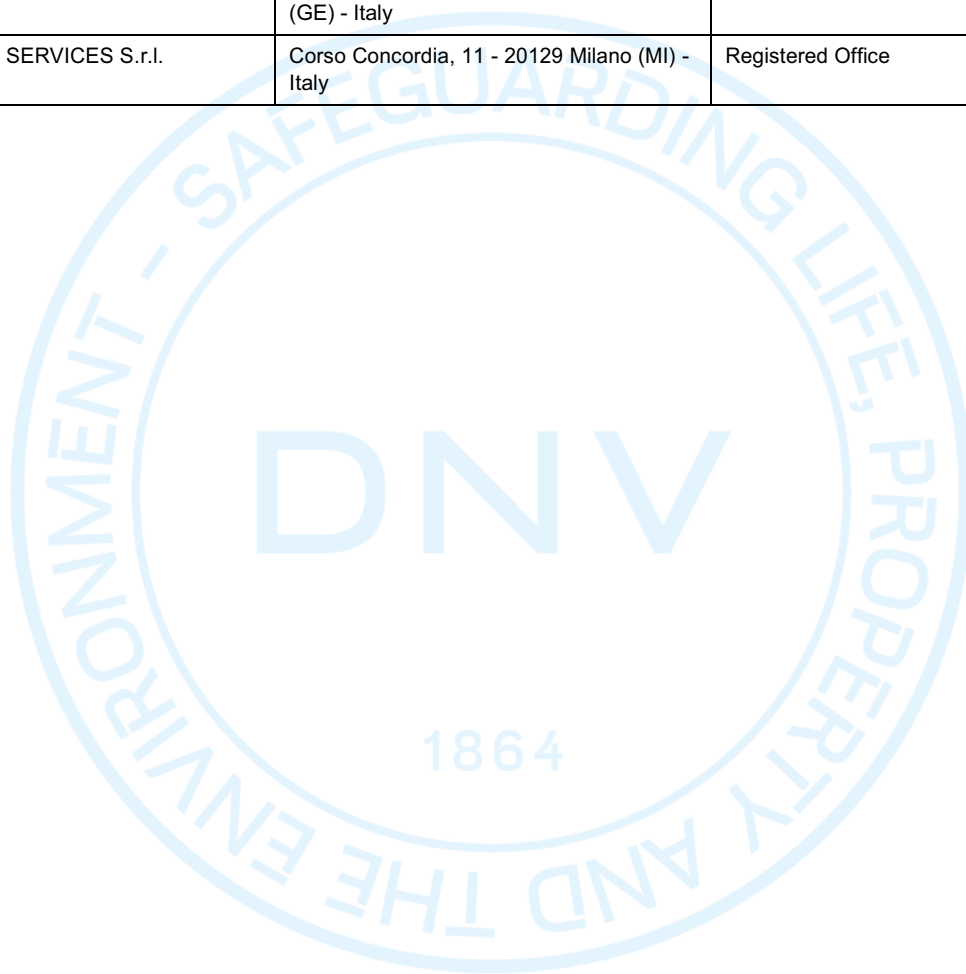 (GE) - Italy
SERVICES S.r.l.
Corso Concordia, 11 - 20129 Milano (MI) -
Italy
Registered Office
SAFEGUARDING LIFE, PROPERTY AND THE ENVIRONMENT -
DNV
1864